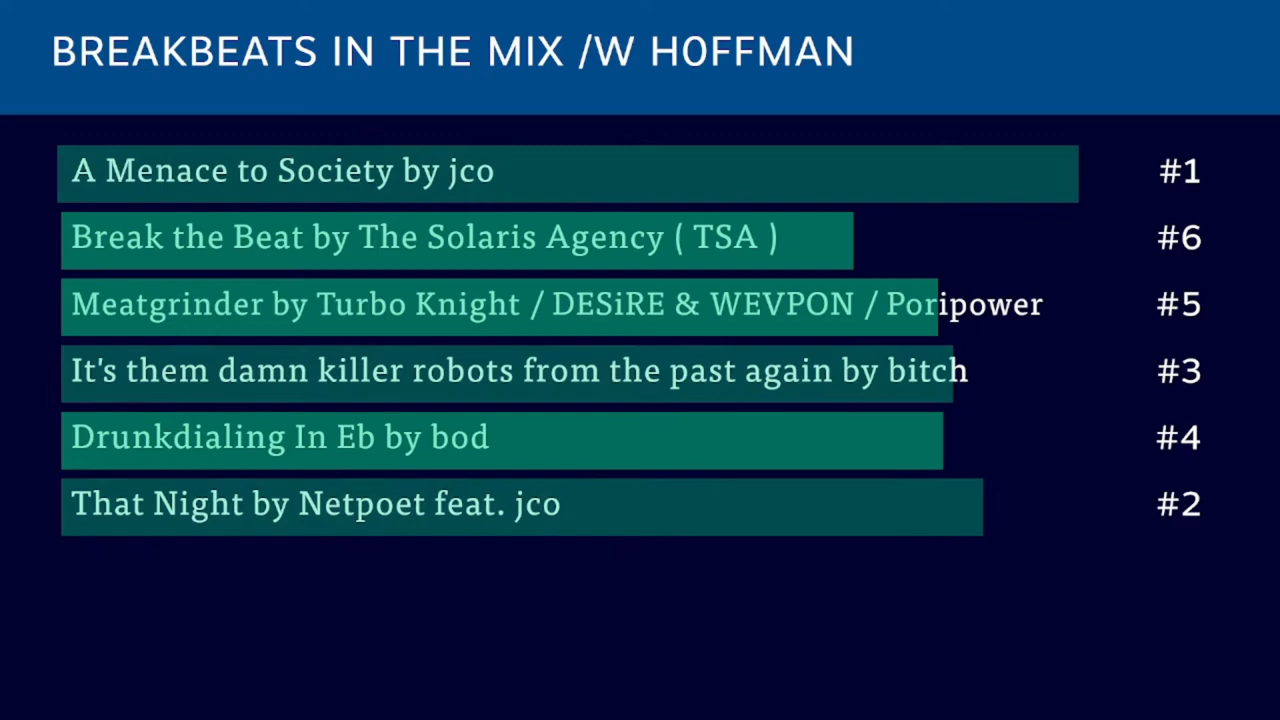 BREAKBEATS IN THE MIX /W H0FFMAN
A Menace to Society by jco #1
Break the Beat by The Solaris Agency ( TSA ) #6
Meatgrinder by Turbo Knight / DESiRE & WEVPON / Poripower #5
It's them damn killer robots from the past again by bitch #3
Drunkdialing In Eb by bod #4
That Night by Netpoet feat. jco #2